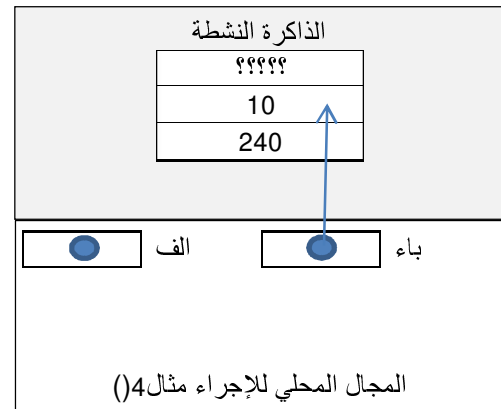 الذاكرة النشطة
؟؟؟؟؟
10
240
باء الف
المجال المحلي للإجراء مثال4()